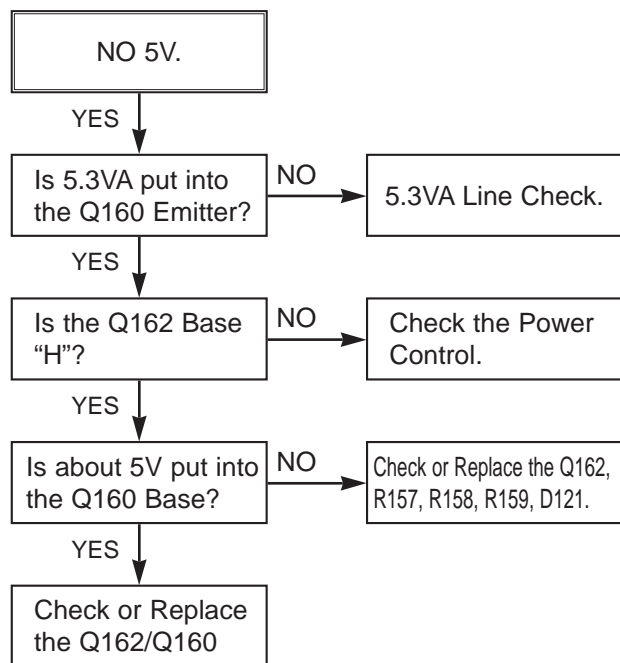 NO 5V.
YES
Is 5.3VA put into
the Q160 Emitter?
NO
5.3VA Line Check.
YES
Is the Q162 Base
“H”?
NO
Check the Power
Control.
YES
Is about 5V put into
the Q160 Base?
NO
Check or Replace the Q162,
R157, R158, R159, D121.
YES
Check or Replace
the Q162/Q160